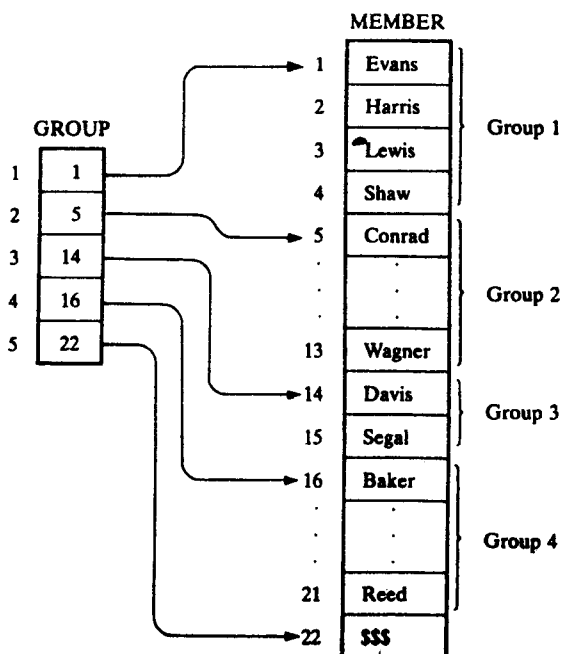 MEMBER
1 Evans
2 Harris
3 Lewis
4 Shaw
Group 1
5 Conrad
.
.
.
13 Wagner
Group 2
14 Davis
15 Segal
Group 3
16 Baker
.
.
.
21 Reed
Group 4
22 $$$
GROUP
1 1
2 5
3 14
4 16
5 22